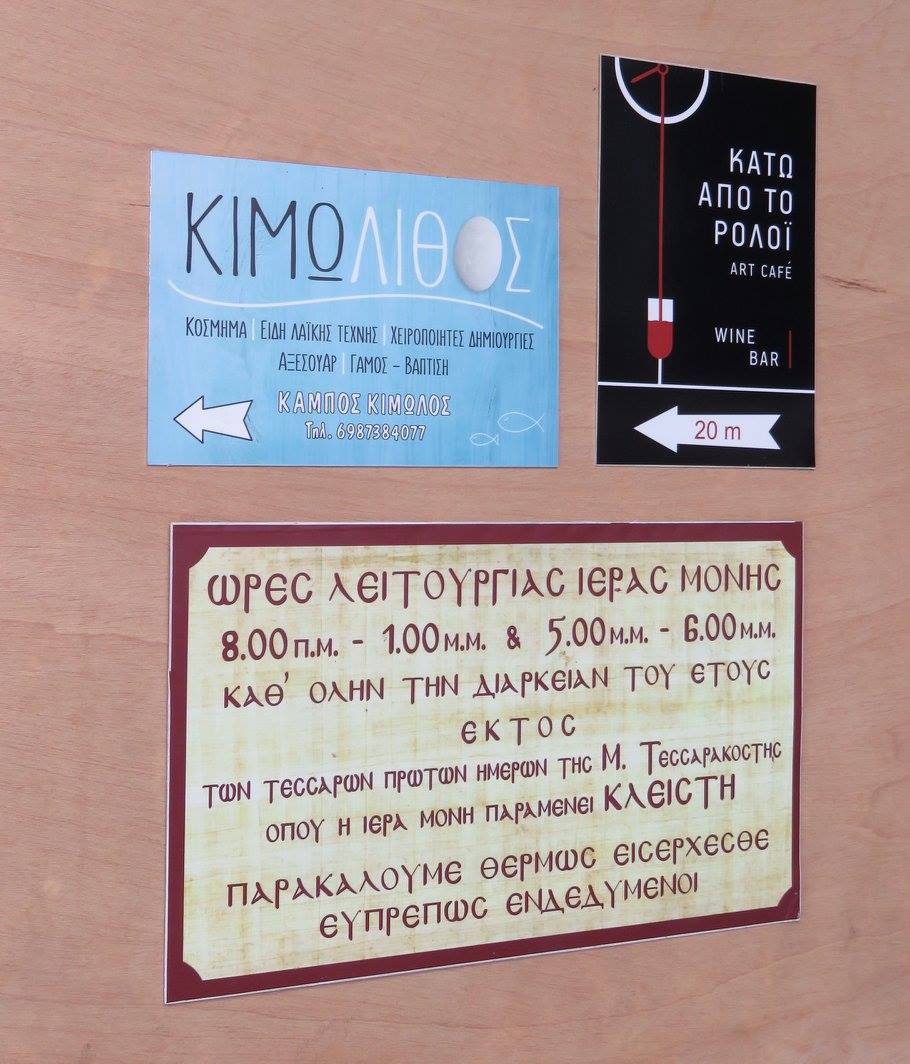 ΚΙΜΩΛΙΘΟΣ
ΚΟΣΜΗΜΑ | ΕΙΔΗ ΛΑΪΚΗΣ ΤΕΧΝΗΣ | ΧΕΙΡΟΠΟΙΗΤΕΣ ΔΗΜΙΟΥΡΓΙΕΣ
ΑΞΕΣΟΥΑΡ | ΓΑΜΟΣ – ΒΑΠΤΙΣΗ
ΚΑΜΠΟΣ ΚΙΜΩΛΟΣ
Τηλ. 6987384077
ΚΑΤΩ
ΑΠΟ ΤΟ
ΡΟΛΟΪ
ART CAFÉ
WINE
BAR
20 m
ΩΡΕϹ ΛΕΙΤΟΥΡΓΙΑϹ ΙΕΡΑϹ ΜΟΝΗϹ
8.00 Π.Μ. - 1.00 Μ.Μ. & 5.00 Μ.Μ. - 6.00 Μ.Μ.
ΚΑΘ' ΟΛΗΝ ΤΗΝ ΔΙΑΡΚΕΙΑΝ ΤΟΥ ΕΤΟΥϹ
ΕΚΤΟϹ
ΤΩΝ ΤΕϹϹΑΡΩΝ ΠΡΩΤΩΝ ΗΜΕΡΩΝ ΤΗϹ Μ. ΤΕϹϹΑΡΑΚΟϹΤΗϹ
ΟΠΟΥ Η ΙΕΡΑ ΜΟΝΗ ΠΑΡΑΜΕΝΕΙ ΚΛΕΙϹΤΗ
ΠΑΡΑΚΑΛΟΥΜΕ ΘΕΡΜΩϹ ΕΙϹΕΡΧΕϹΘΕ
ΕΥΠΡΕΠΩϹ ΕΝΔΕΔΥΜΕΝΟΙ